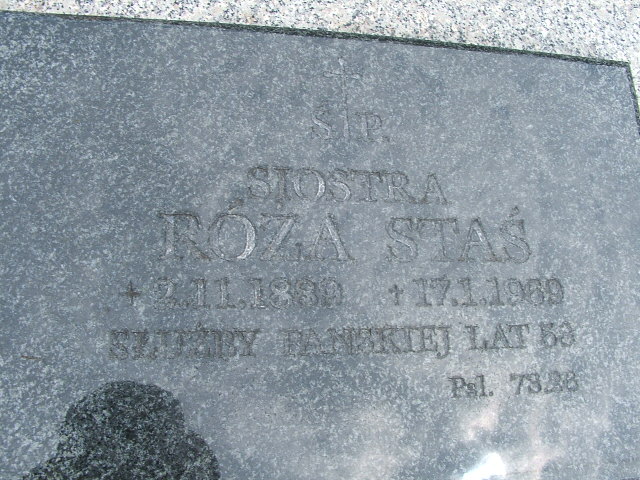 Ś P.
SIOSTRA
RÓŻA STAŚ
+ 2.11.1889 + 17.1.1969
SŁUŻBY PAŃSKIEJ LAT 53
Psl. 73.26